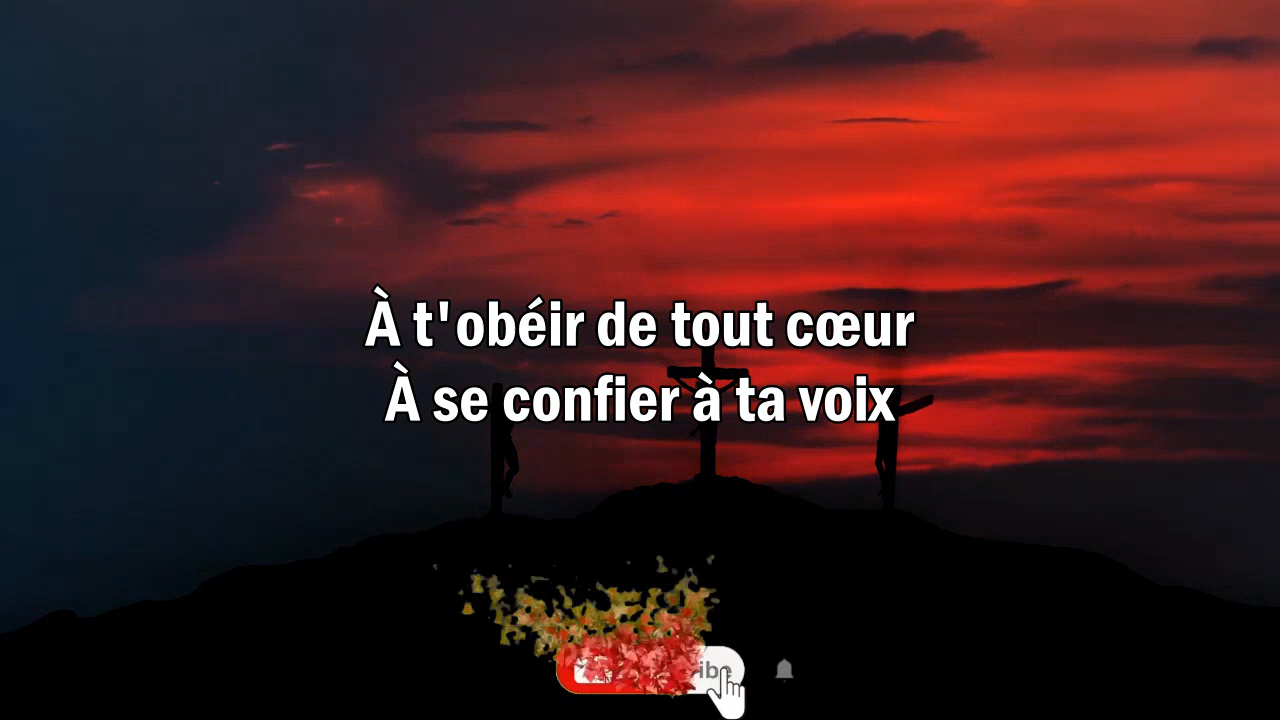 À t'obéir de tout cœur
À se confier à ta voix